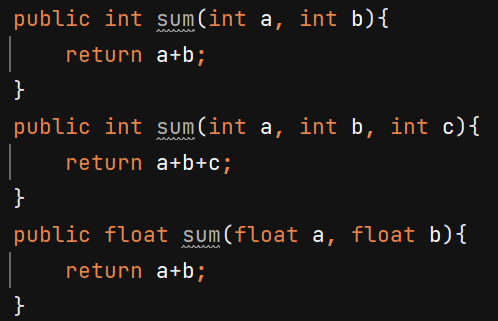 public int sum(int a, int b){
    return a+b;
}
public int sum(int a, int b, int c){
    return a+b+c;
}
public float sum(float a, float b){
    return a+b;
}